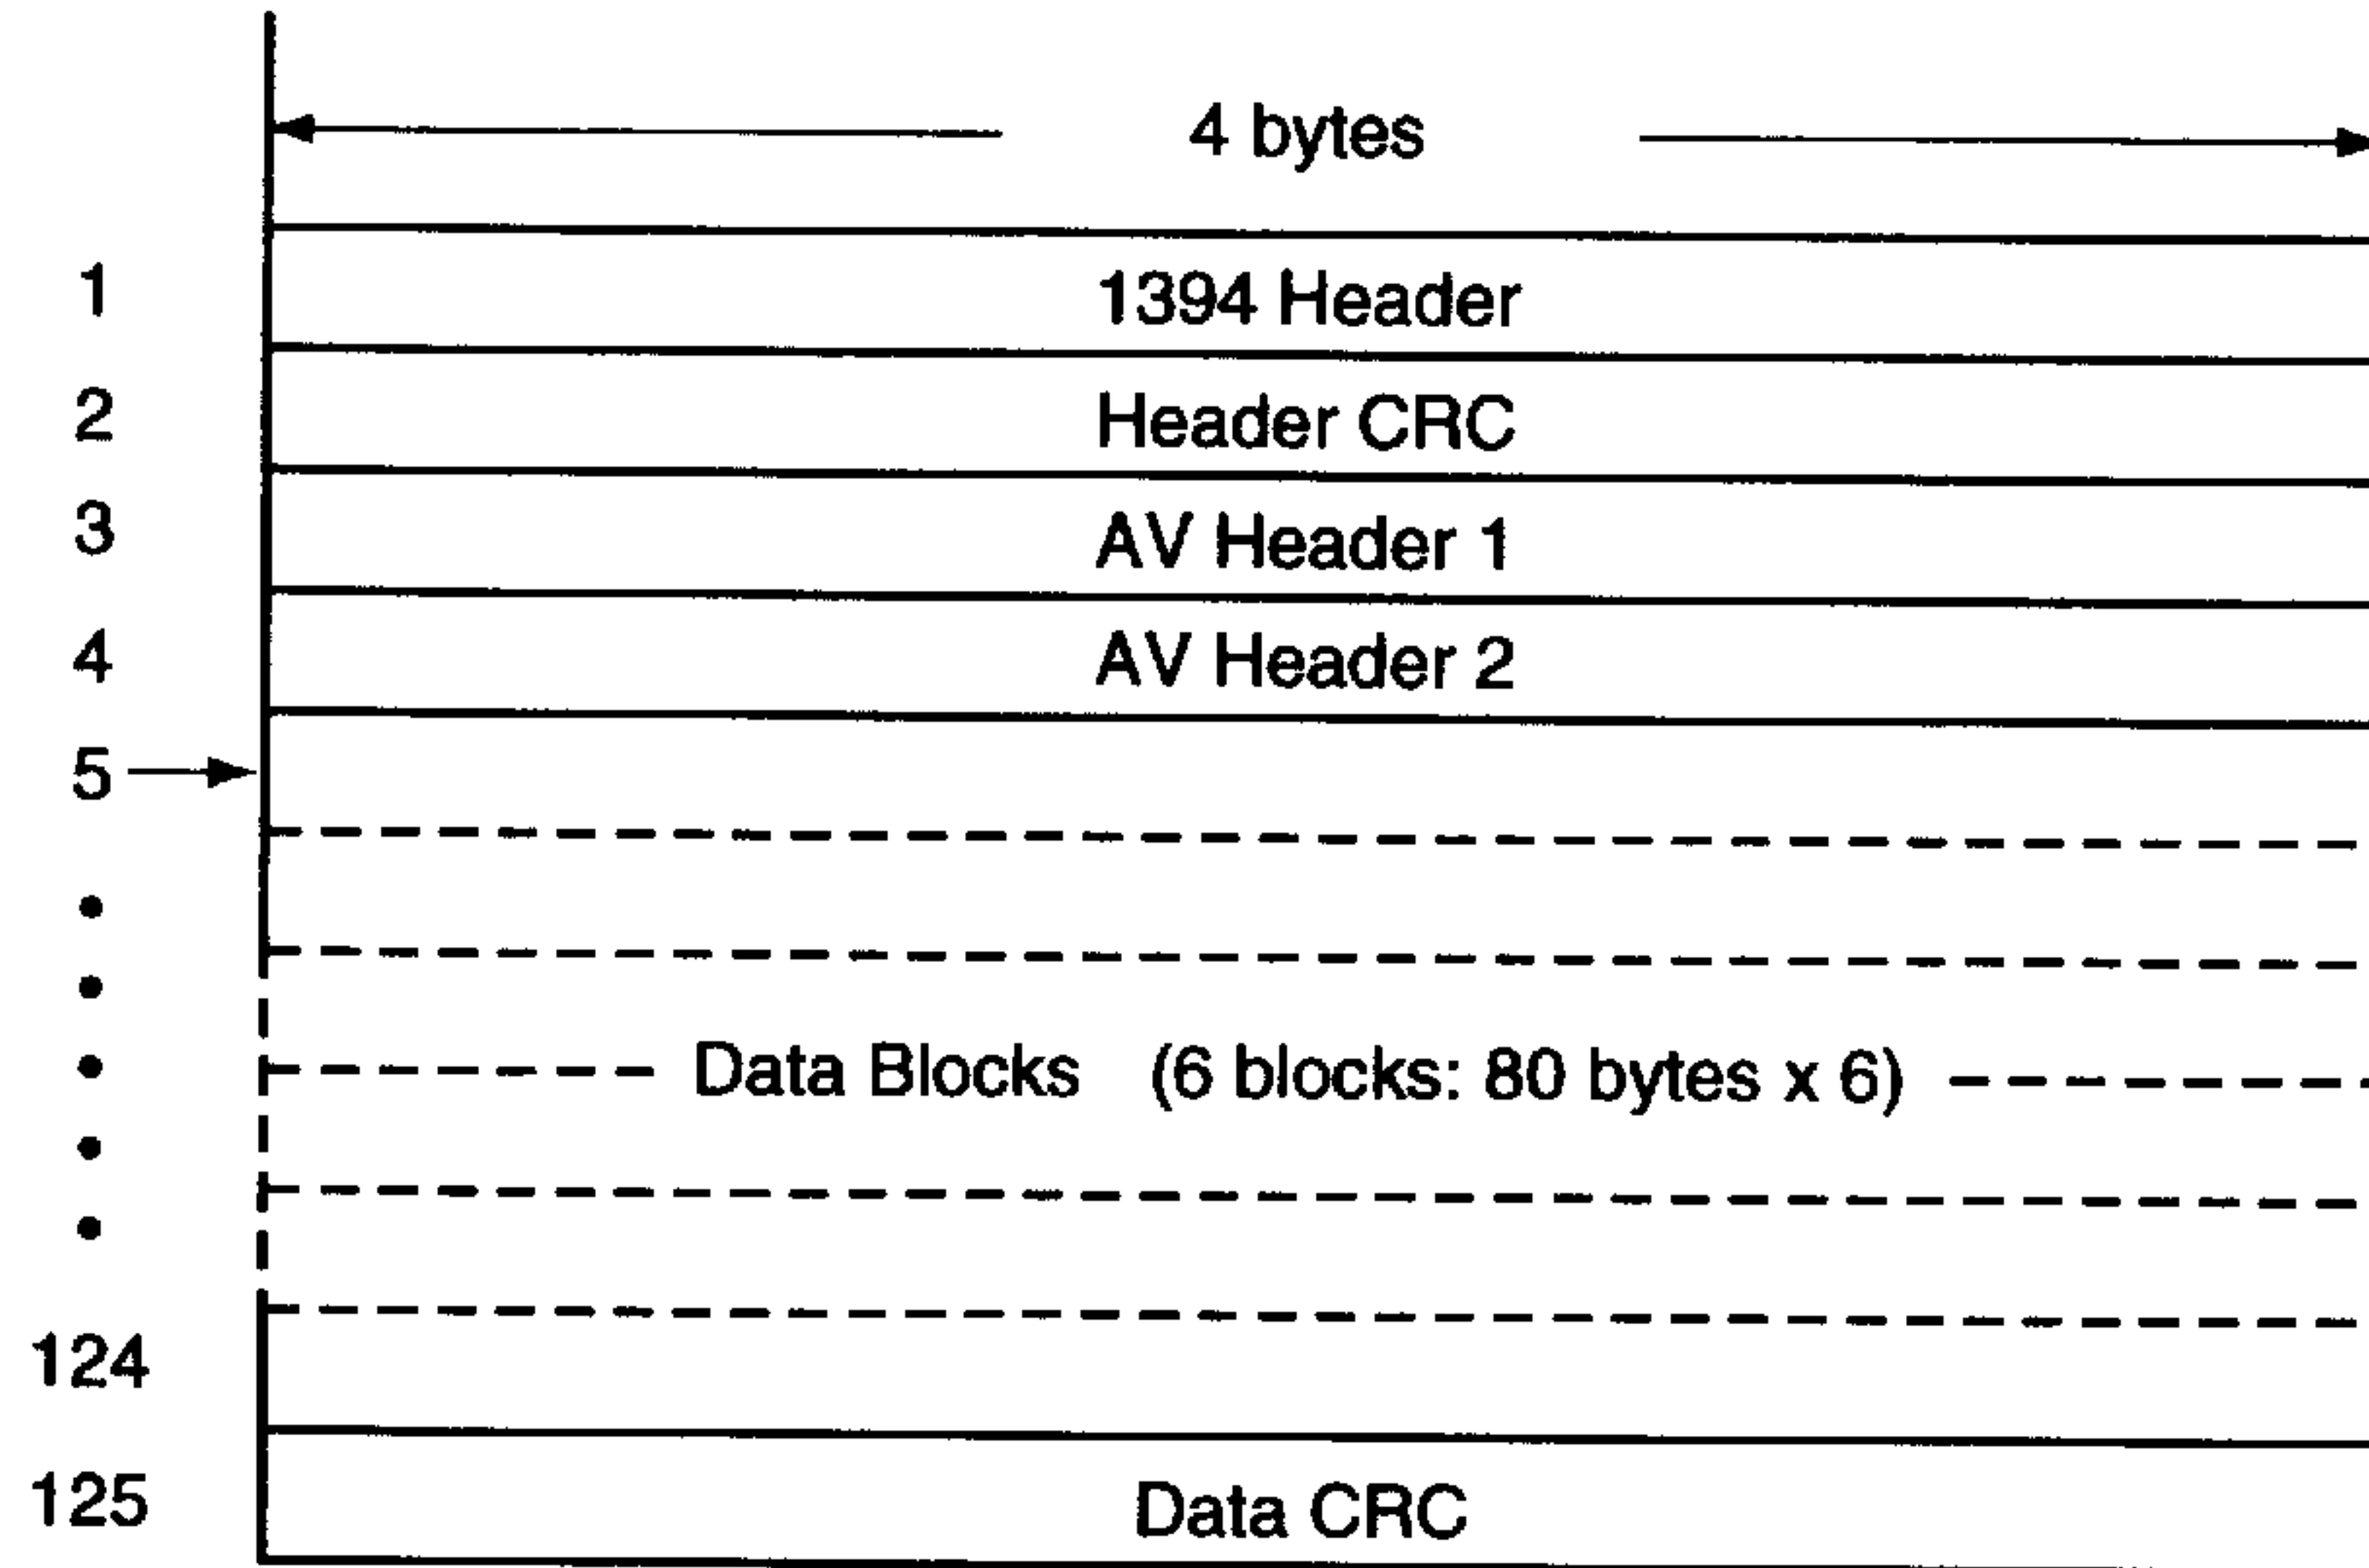 4 bytes
1 1394 Header
2 Header CRC
3 AV Header 1
4 AV Header 2
5
Data Blocks (6 blocks: 80 bytes x 6)
124
125 Data CRC